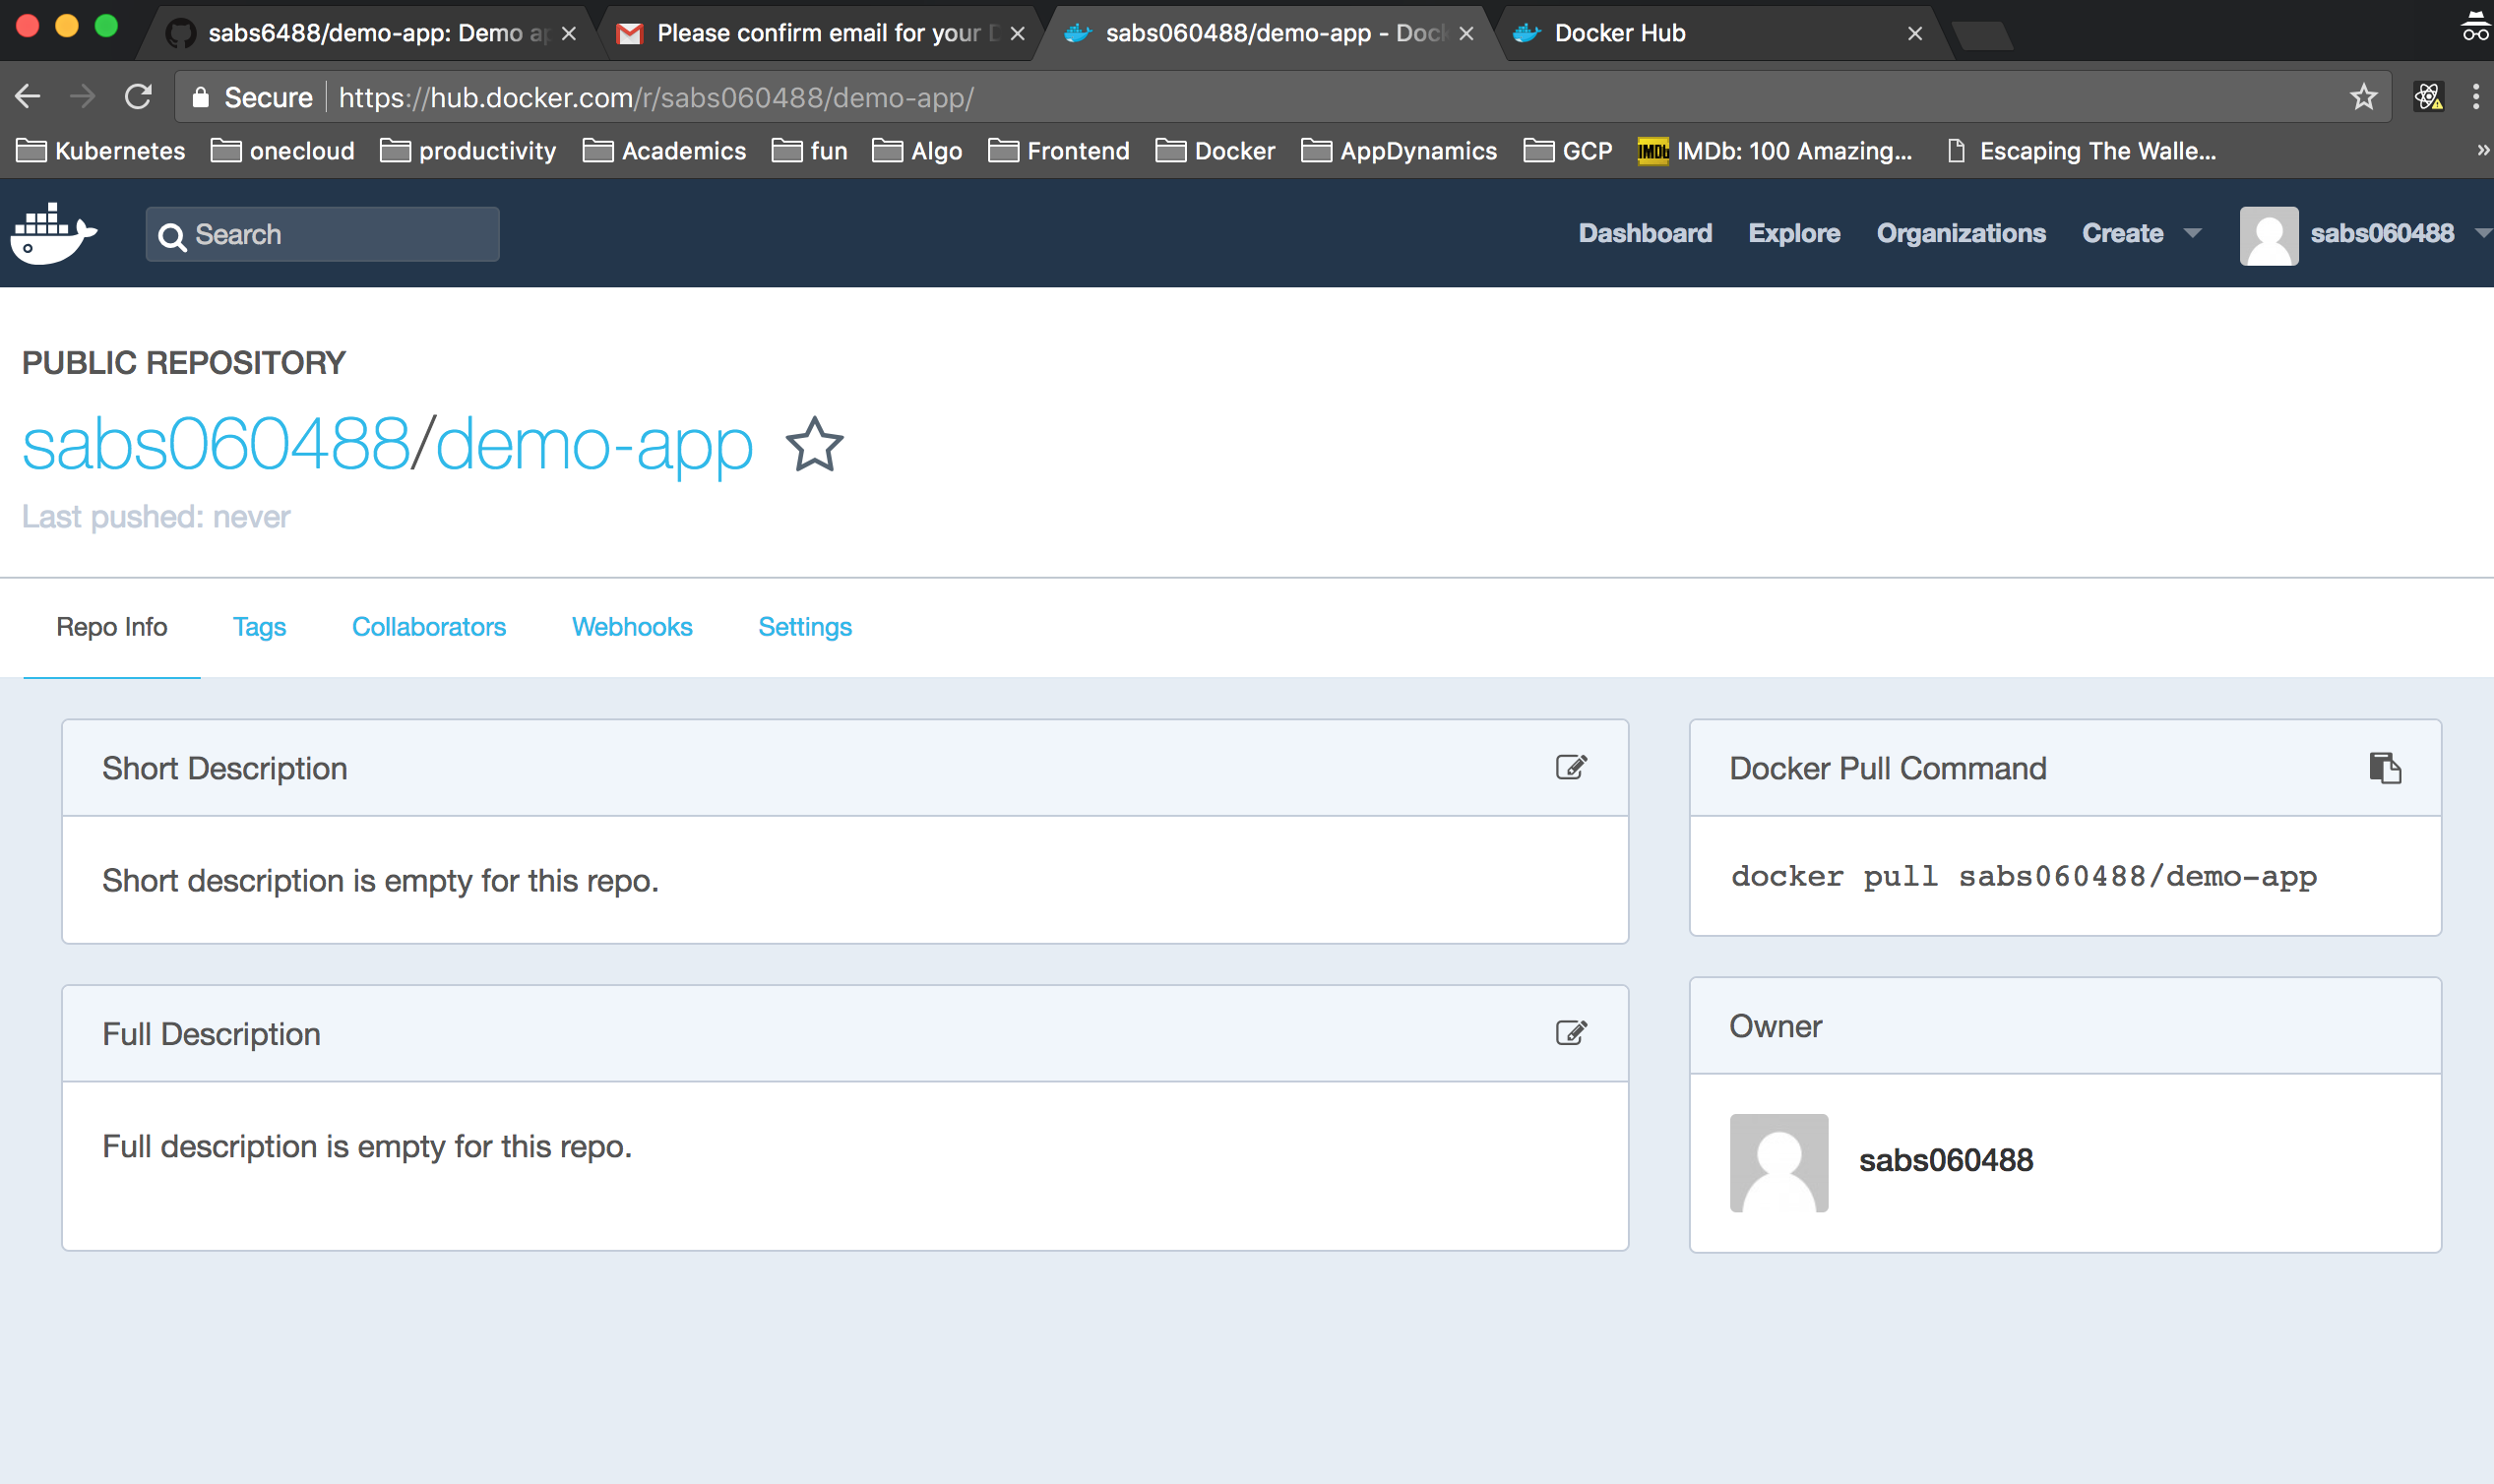 sabs6488/demo-app: Demo ap
Please confirm email for your D
sabs060488/demo-app - Dock
Docker Hub
Secure https://hub.docker.com/r/sabs060488/demo-app/
Kubernetes onecloud productivity Academics fun Algo Frontend Docker AppDynamics GCP IMDb IMDb: 100 Amazing... Escaping The Walle... »
Search Dashboard Explore Organizations Create sabs060488
PUBLIC REPOSITORY
sabs060488/demo-app
Last pushed: never
Repo Info Tags Collaborators Webhooks Settings
Short Description
Short description is empty for this repo.
Docker Pull Command
docker pull sabs060488/demo-app
Full Description
Full description is empty for this repo.
Owner
sabs060488